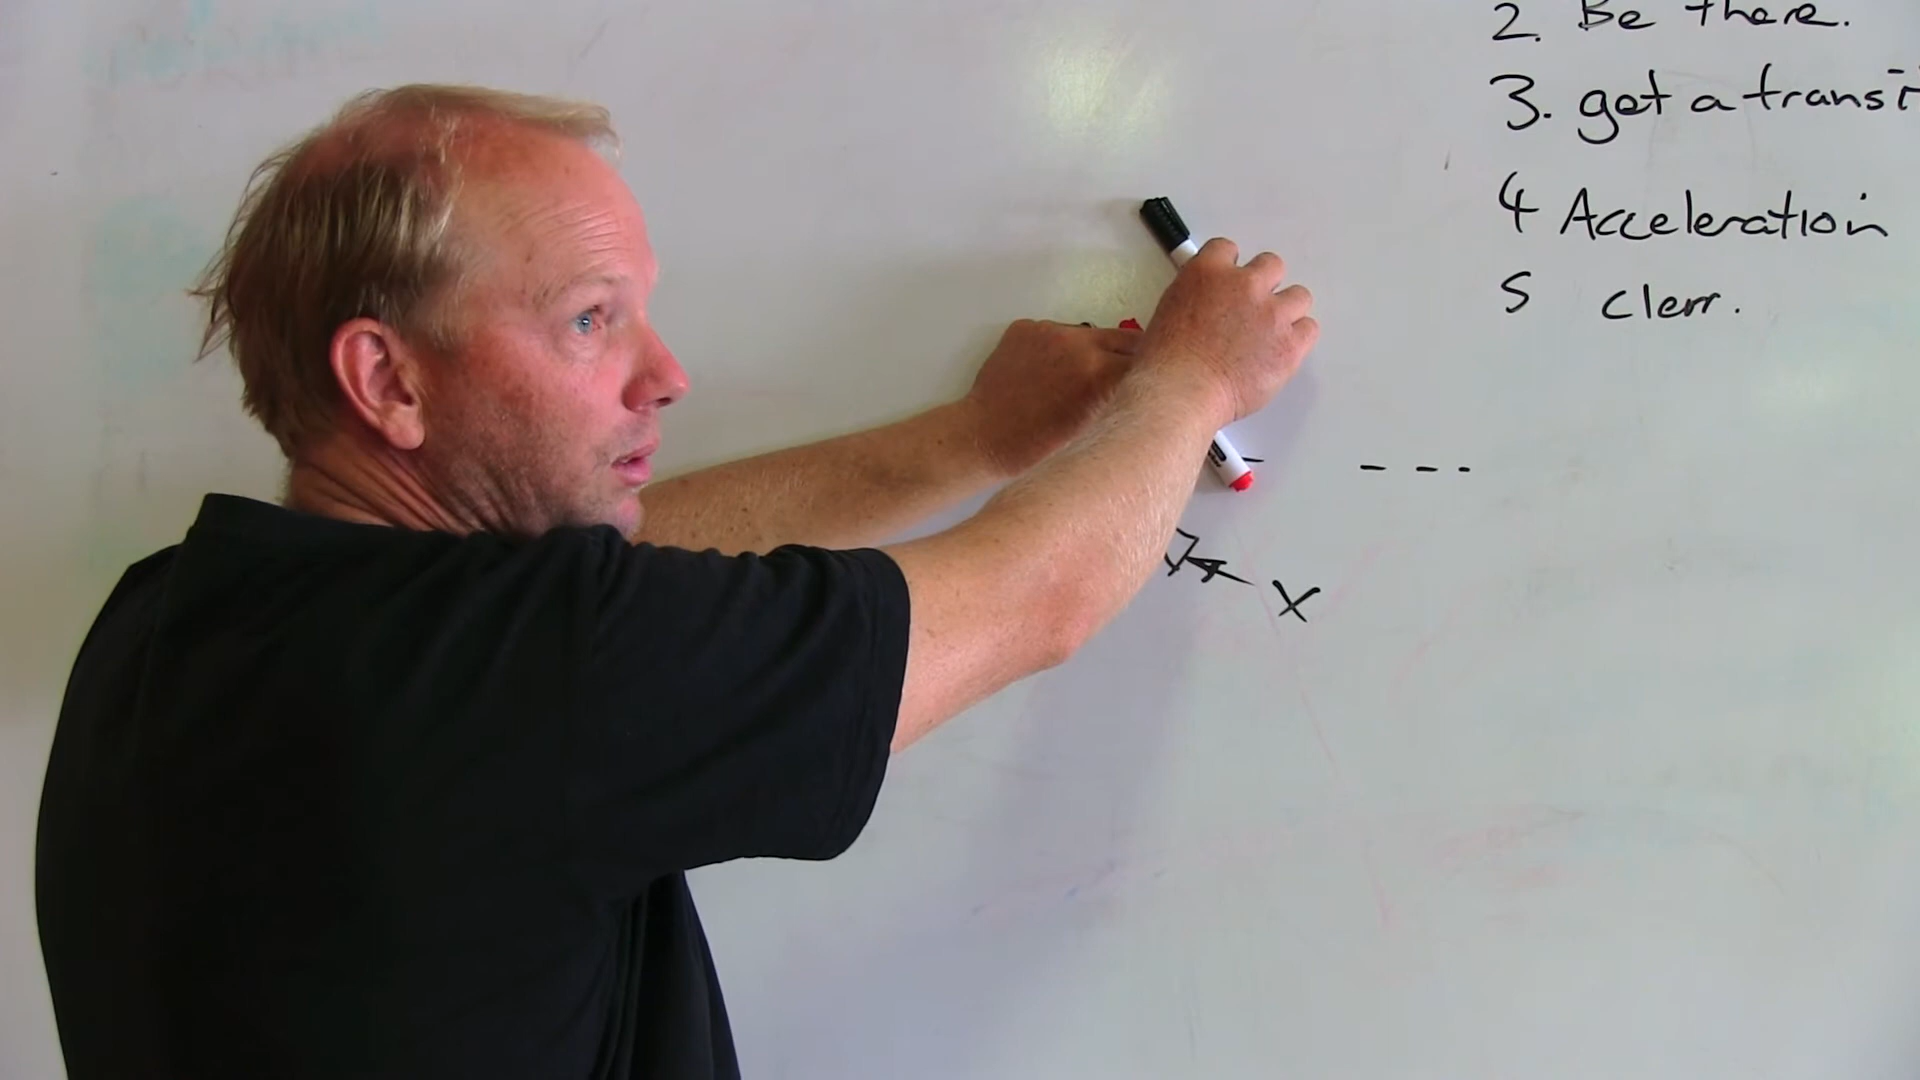 2. Be there.
3. get a transi
4 Acceleration
5 Clerr.
X